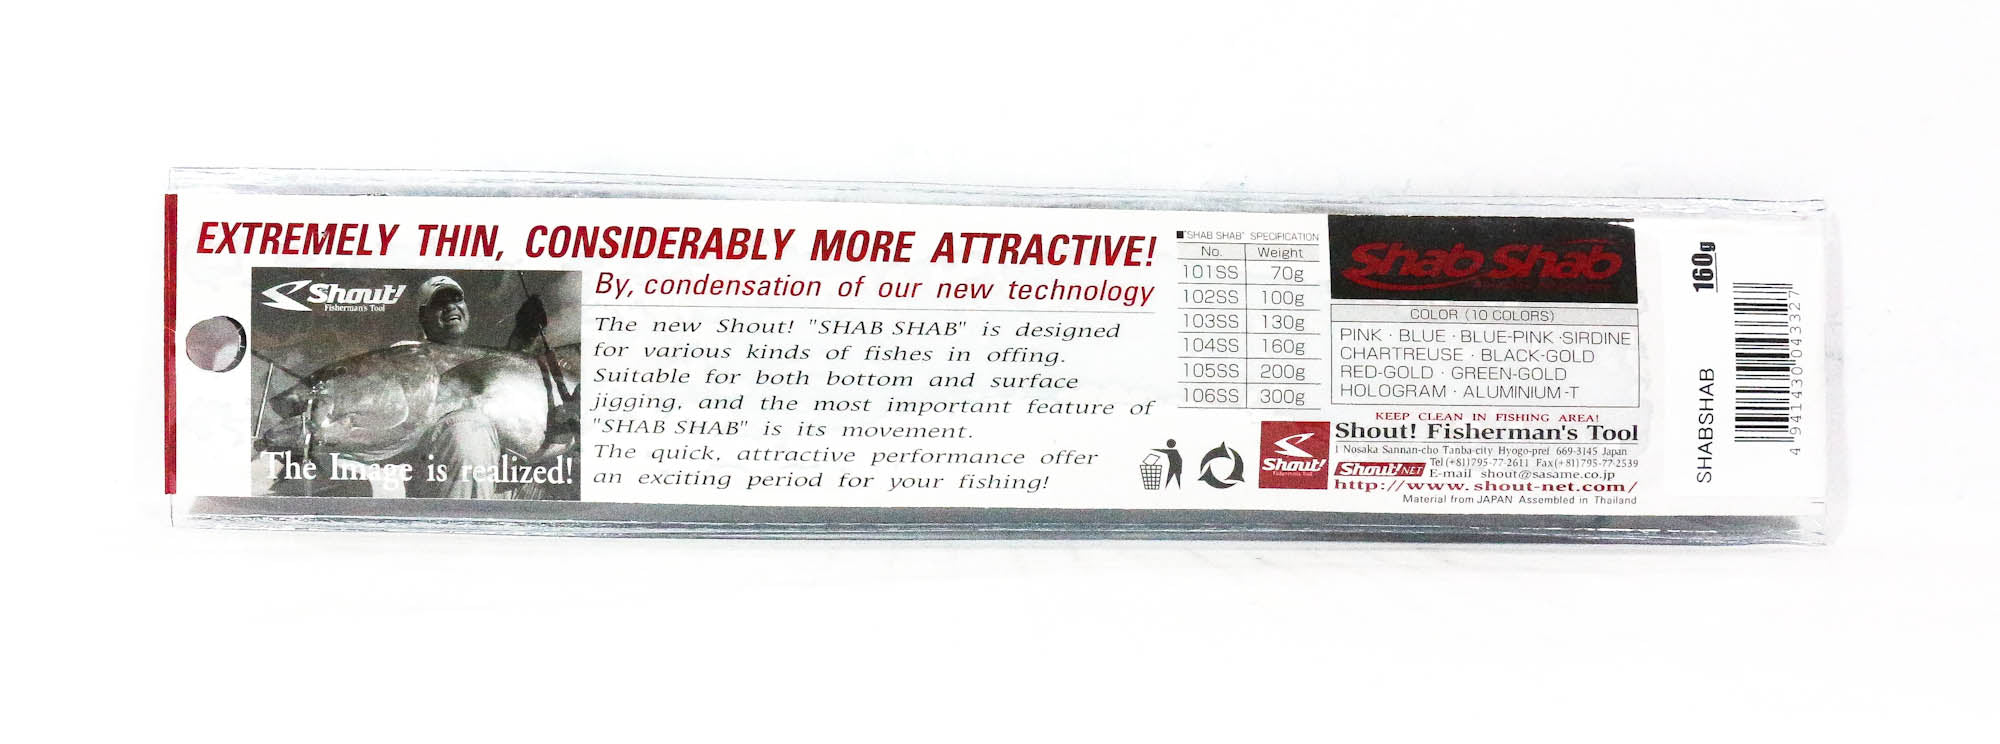 EXTREMELY THIN, CONSIDERABLY MORE ATTRACTIVE!
By, condensation of our new technology
Shout!
Fisherman's Tool
The Image is realized!
The new Shout! "SHAB SHAB" is designed
for various kinds of fishes in offing.
Suitable for both bottom and surface
jigging, and the most important feature of
"SHAB SHAB" is its movement.
The quick, attractive performance offer
an exciting period for your fishing!
■"SHAB SHAB" SPECIFICATION
No. Weight
101SS 70g
102SS 100g
103SS 130g
104SS 160g
105SS 200g
106SS 300g
Shab Shab
COLOR (10 COLORS)
PINK · BLUE · BLUE-PINK ·SIRDINE
CHARTREUSE · BLACK-GOLD
RED-GOLD · GREEN-GOLD
HOLOGRAM · ALUMINIUM-T
KEEP CLEAN IN FISHING AREA!
Shout!
Shout! Fisherman's Tool
1 Nosaka Sannan-cho Tanba-city Hyogo-pref 669-3145 Japan
Shout! NET
Tel(+81)795-77-2611 Fax(+81)795-77-2539
E-mail shout@sasame.co.jp
http://www.shout-net.com/
Material from JAPAN Assembled in Thailand
160g
SHABSHAB
4 941430 043327